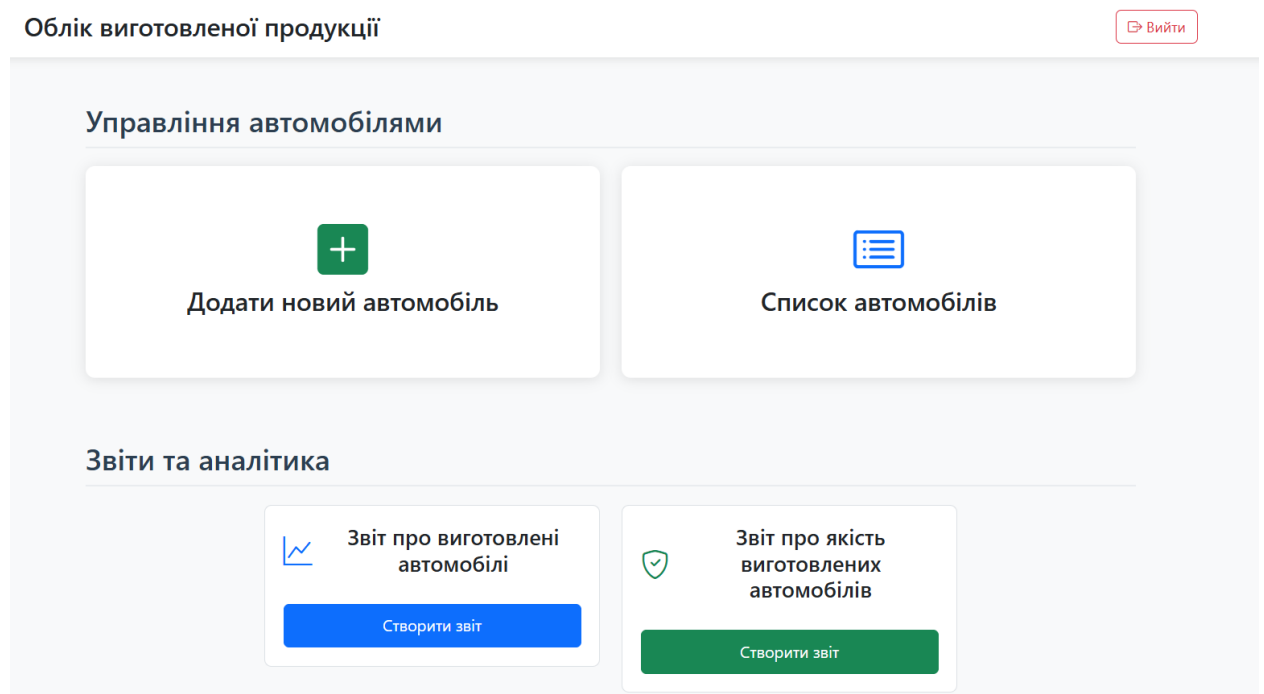 Облік виготовленої продукції
Вийти
Управління автомобілями
Додати новий автомобіль
Список автомобілів
Звіти та аналітика
Звіт про виготовлені
автомобілі
Створити звіт
Звіт про якість
виготовлених
автомобілів
Створити звіт